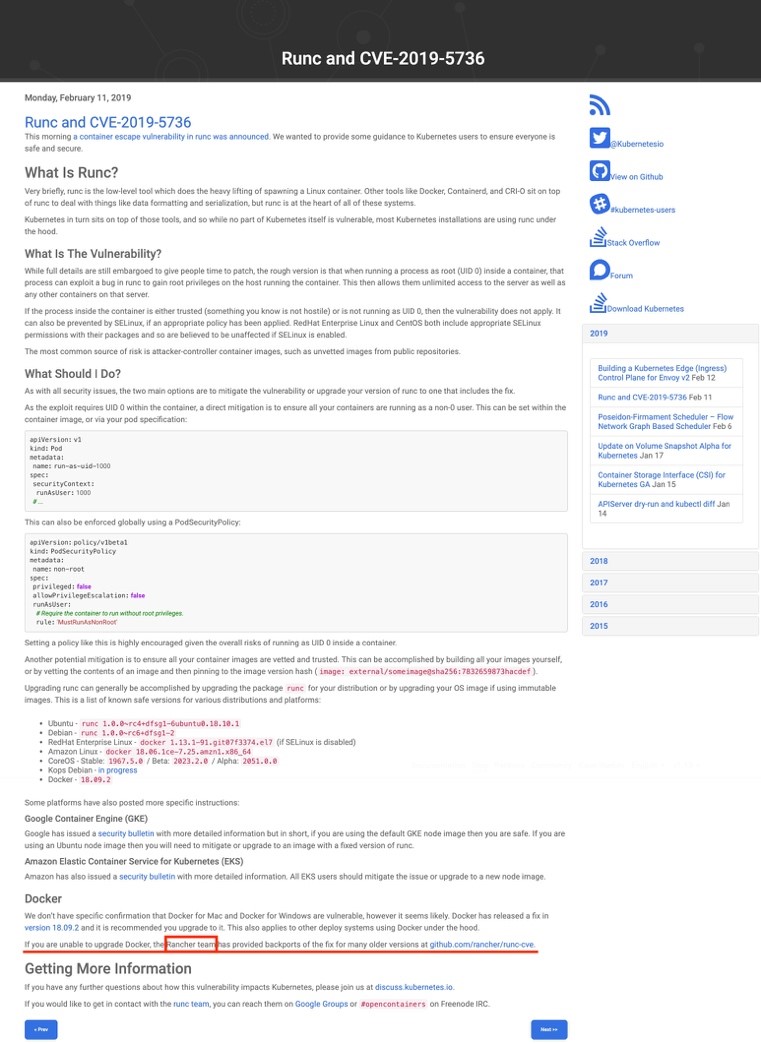 Runc and CVE-2019-5736
Monday, February 11, 2019
Runc and CVE-2019-5736
This morning a container escape vulnerability in runc was announced. We wanted to provide some guidance to Kubernetes users to ensure everyone is
safe and secure.
What Is Runc?
Very briefly, runc is the low-level tool which does the heavy lifting of spawning a Linux container. Other tools like Docker, Containerd, and CRI-O sit on top
of runc to deal with things like data formatting and serialization, but runc is at the heart of all of these systems.
Kubernetes in turn sits on top of those tools, and so while no part of Kubernetes itself is vulnerable, most Kubernetes installations are using runc under
the hood.
What Is The Vulnerability?
While full details are still embargoed to give people time to patch, the rough version is that when running a process as root (UID 0) inside a container, that
process can exploit a bug in runc to gain root privileges on the host running the container. This then allows them unlimited access to the server as well as
any other containers on that server.
If the process inside the container is either trusted (something you know is not hostile) or is not running as UID 0, then the vulnerability does not apply. It
can also be prevented by SELinux, if an appropriate policy has been applied. RedHat Enterprise Linux and CentOS both include appropriate SELinux
permissions with their packages and so are believed to be unaffected if SELinux is enabled.
The most common source of risk is attacker-controller container images, such as unvetted images from public repositories.
What Should I Do?
As with all security issues, the two main options are to mitigate the vulnerability or upgrade your version of runc to one that includes the fix.
As the exploit requires UID 0 within the container, a direct mitigation is to ensure all your containers are running as a non-0 user. This can be set within the
container image, or via your pod specification:
apiVersion: v1
kind: Pod
metadata:
name: run-as-uid-1000
spec:
securityContext:
runAsUser: 1000
# ...
This can also be enforced globally using a PodSecurityPolicy:
apiVersion: policy/v1beta1
kind: PodSecurityPolicy
metadata:
name: non-root
spec:
privileged: false
allowPrivilegeEscalation: false
runAsUser:
# Require the container to run without root privileges.
rule: 'MustRunAsNonRoot'
Setting a policy like this is highly encouraged given the overall risks of running as UID 0 inside a container.
Another potential mitigation is to ensure all your container images are vetted and trusted. This can be accomplished by building all your images yourself,
or by vetting the contents of an image and then pinning to the image version hash ( image: external/someimage@sha256:7832659873hacdef ).
Upgrading runc can generally be accomplished by upgrading the package runc for your distribution or by upgrading your OS image if using immutable
images. This is a list of known safe versions for various distributions and platforms:
• Ubuntu - runc 1.0.0~rc4+dfsg1-6ubuntu0.18.10.1
• Debian - runc 1.0.0~rc6+dfsg1-2
• RedHat Enterprise Linux - docker 1.13.1-91.git07f3374.el7 (if SELinux is disabled)
• Amazon Linux - docker 18.06.1ce-7.25.amzn1.x86_64
• CoreOS - Stable: 1967.5.0 / Beta: 2023.2.0 / Alpha: 2051.0.0
• Kops Debian - in progress
• Docker - 18.09.2
Some platforms have also posted more specific instructions:
Google Container Engine (GKE)
Google has issued a security bulletin with more detailed information but in short, if you are using the default GKE node image then you are safe. If you are
using an Ubuntu node image then you will need to mitigate or upgrade to an image with a fixed version of runc.
Amazon Elastic Container Service for Kubernetes (EKS)
Amazon has also issued a security bulletin with more detailed information. All EKS users should mitigate the issue or upgrade to a new node image.
Docker
We don't have specific confirmation that Docker for Mac and Docker for Windows are vulnerable, however it seems likely. Docker has released a fix in
version 18.09.2 and it is recommended you upgrade to it. This also applies to other deploy systems using Docker under the hood.
If you are unable to upgrade Docker, the Rancher team has provided backports of the fix for many older versions at github.com/rancher/runc-cve.
Getting More Information
If you have any further questions about how this vulnerability impacts Kubernetes, please join us at discuss.kubernetes.io.
If you would like to get in contact with the runc team, you can reach them on Google Groups or #opencontainers on Freenode IRC.
« Prev
Next »
@Kubernetesio
View on Github
#kubernetes-users
Stack Overflow
Forum
Download Kubernetes
2019
Building a Kubernetes Edge (Ingress)
Control Plane for Envoy v2 Feb 12
Runc and CVE-2019-5736 Feb 11
Poseidon-Firmament Scheduler – Flow
Network Graph Based Scheduler Feb 6
Update on Volume Snapshot Alpha for
Kubernetes Jan 17
Container Storage Interface (CSI) for
Kubernetes GA Jan 15
APIServer dry-run and kubectl diff Jan
14
2018
2017
2016
2015